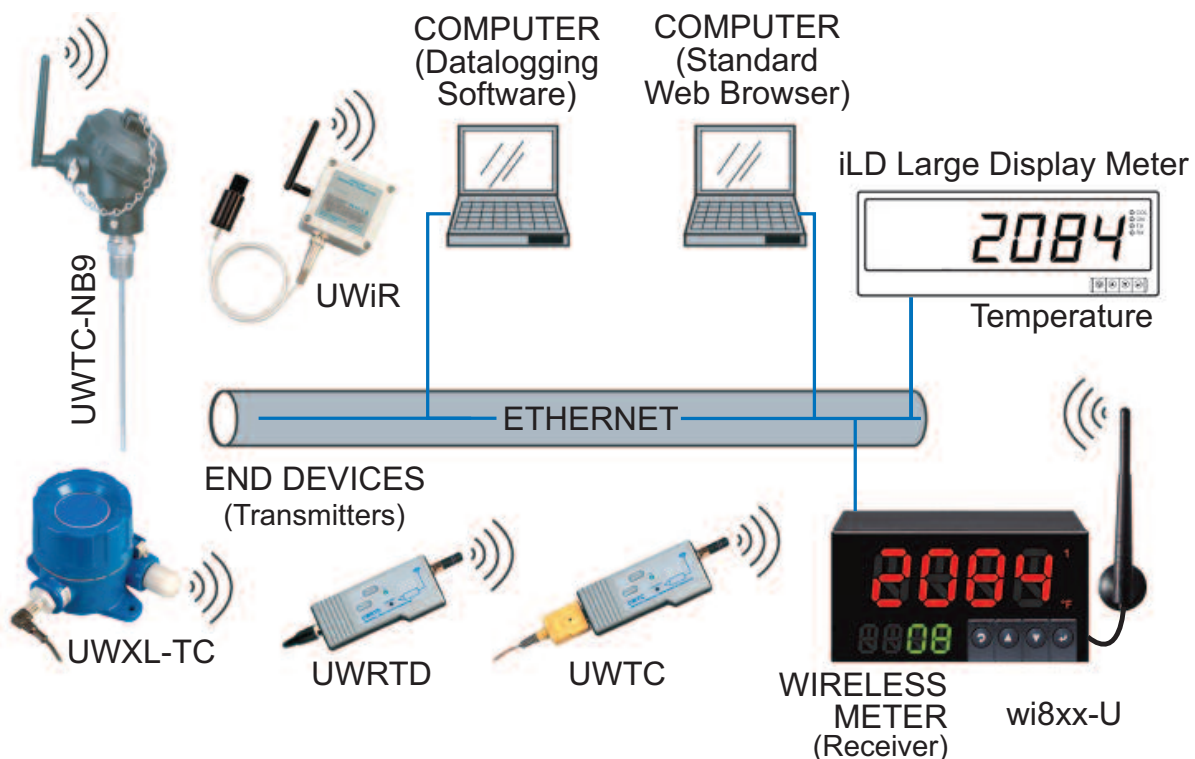 COMPUTER
(Datalogging
Software)
COMPUTER
(Standard
Web Browser)
iLD Large Display Meter
2084
Temperature
UWTC-NB9
UWiR
ETHERNET
END DEVICES
(Transmitters)
UWXL-TC
UWRTD
UWTC
2084
1
°F
08
WIRELESS
METER
(Receiver)
wi8xx-U